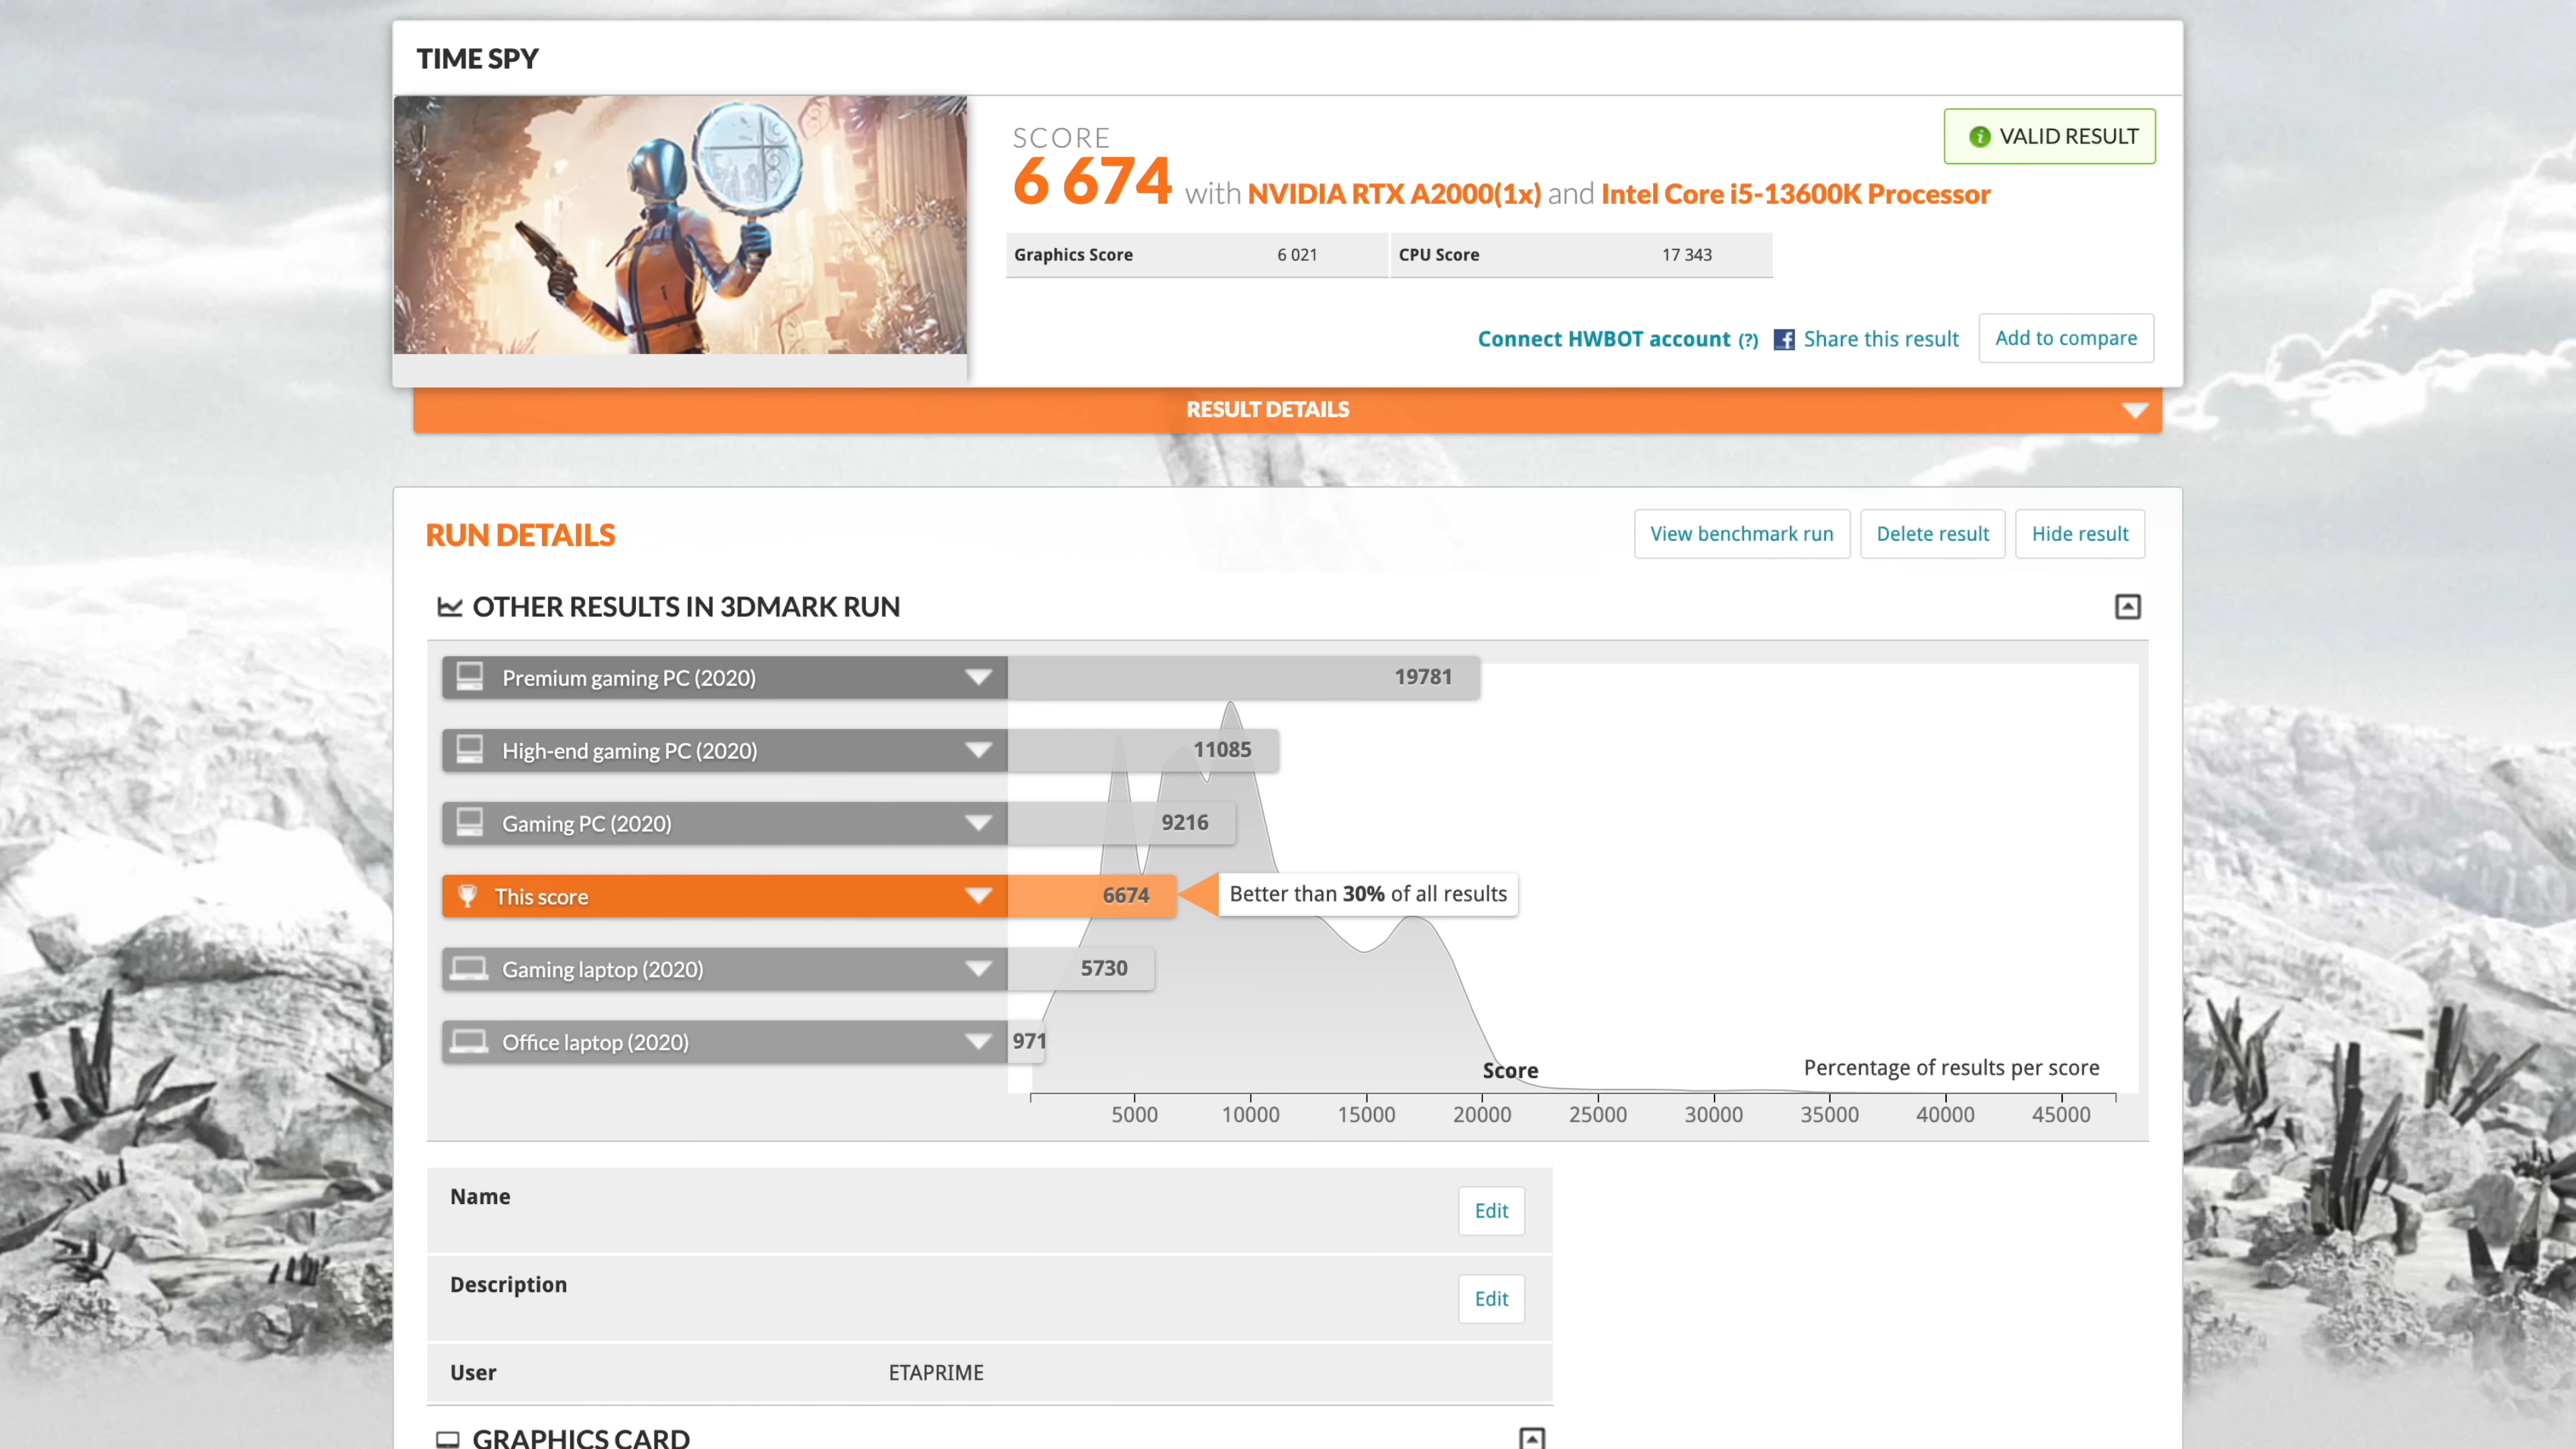 TIME SPY
SCORE
VALID RESULT
6 674 with NVIDIA RTX A2000(1x) and Intel Core i5-13600K Processor
Graphics Score 6 021 CPU Score 17 343
Connect HWBOT account (?) Share this result Add to compare
RESULT DETAILS
RUN DETAILS
View benchmark run Delete result Hide result
OTHER RESULTS IN 3DMARK RUN
Premium gaming PC (2020) 19781
High-end gaming PC (2020) 11085
Gaming PC (2020) 9216
This score 6674 Better than 30% of all results
Gaming laptop (2020) 5730
Office laptop (2020) 971
Score Percentage of results per score
5000 10000 15000 20000 25000 30000 35000 40000 45000
Name Edit
Description Edit
User ETAPRIME
GRAPHICS CARD